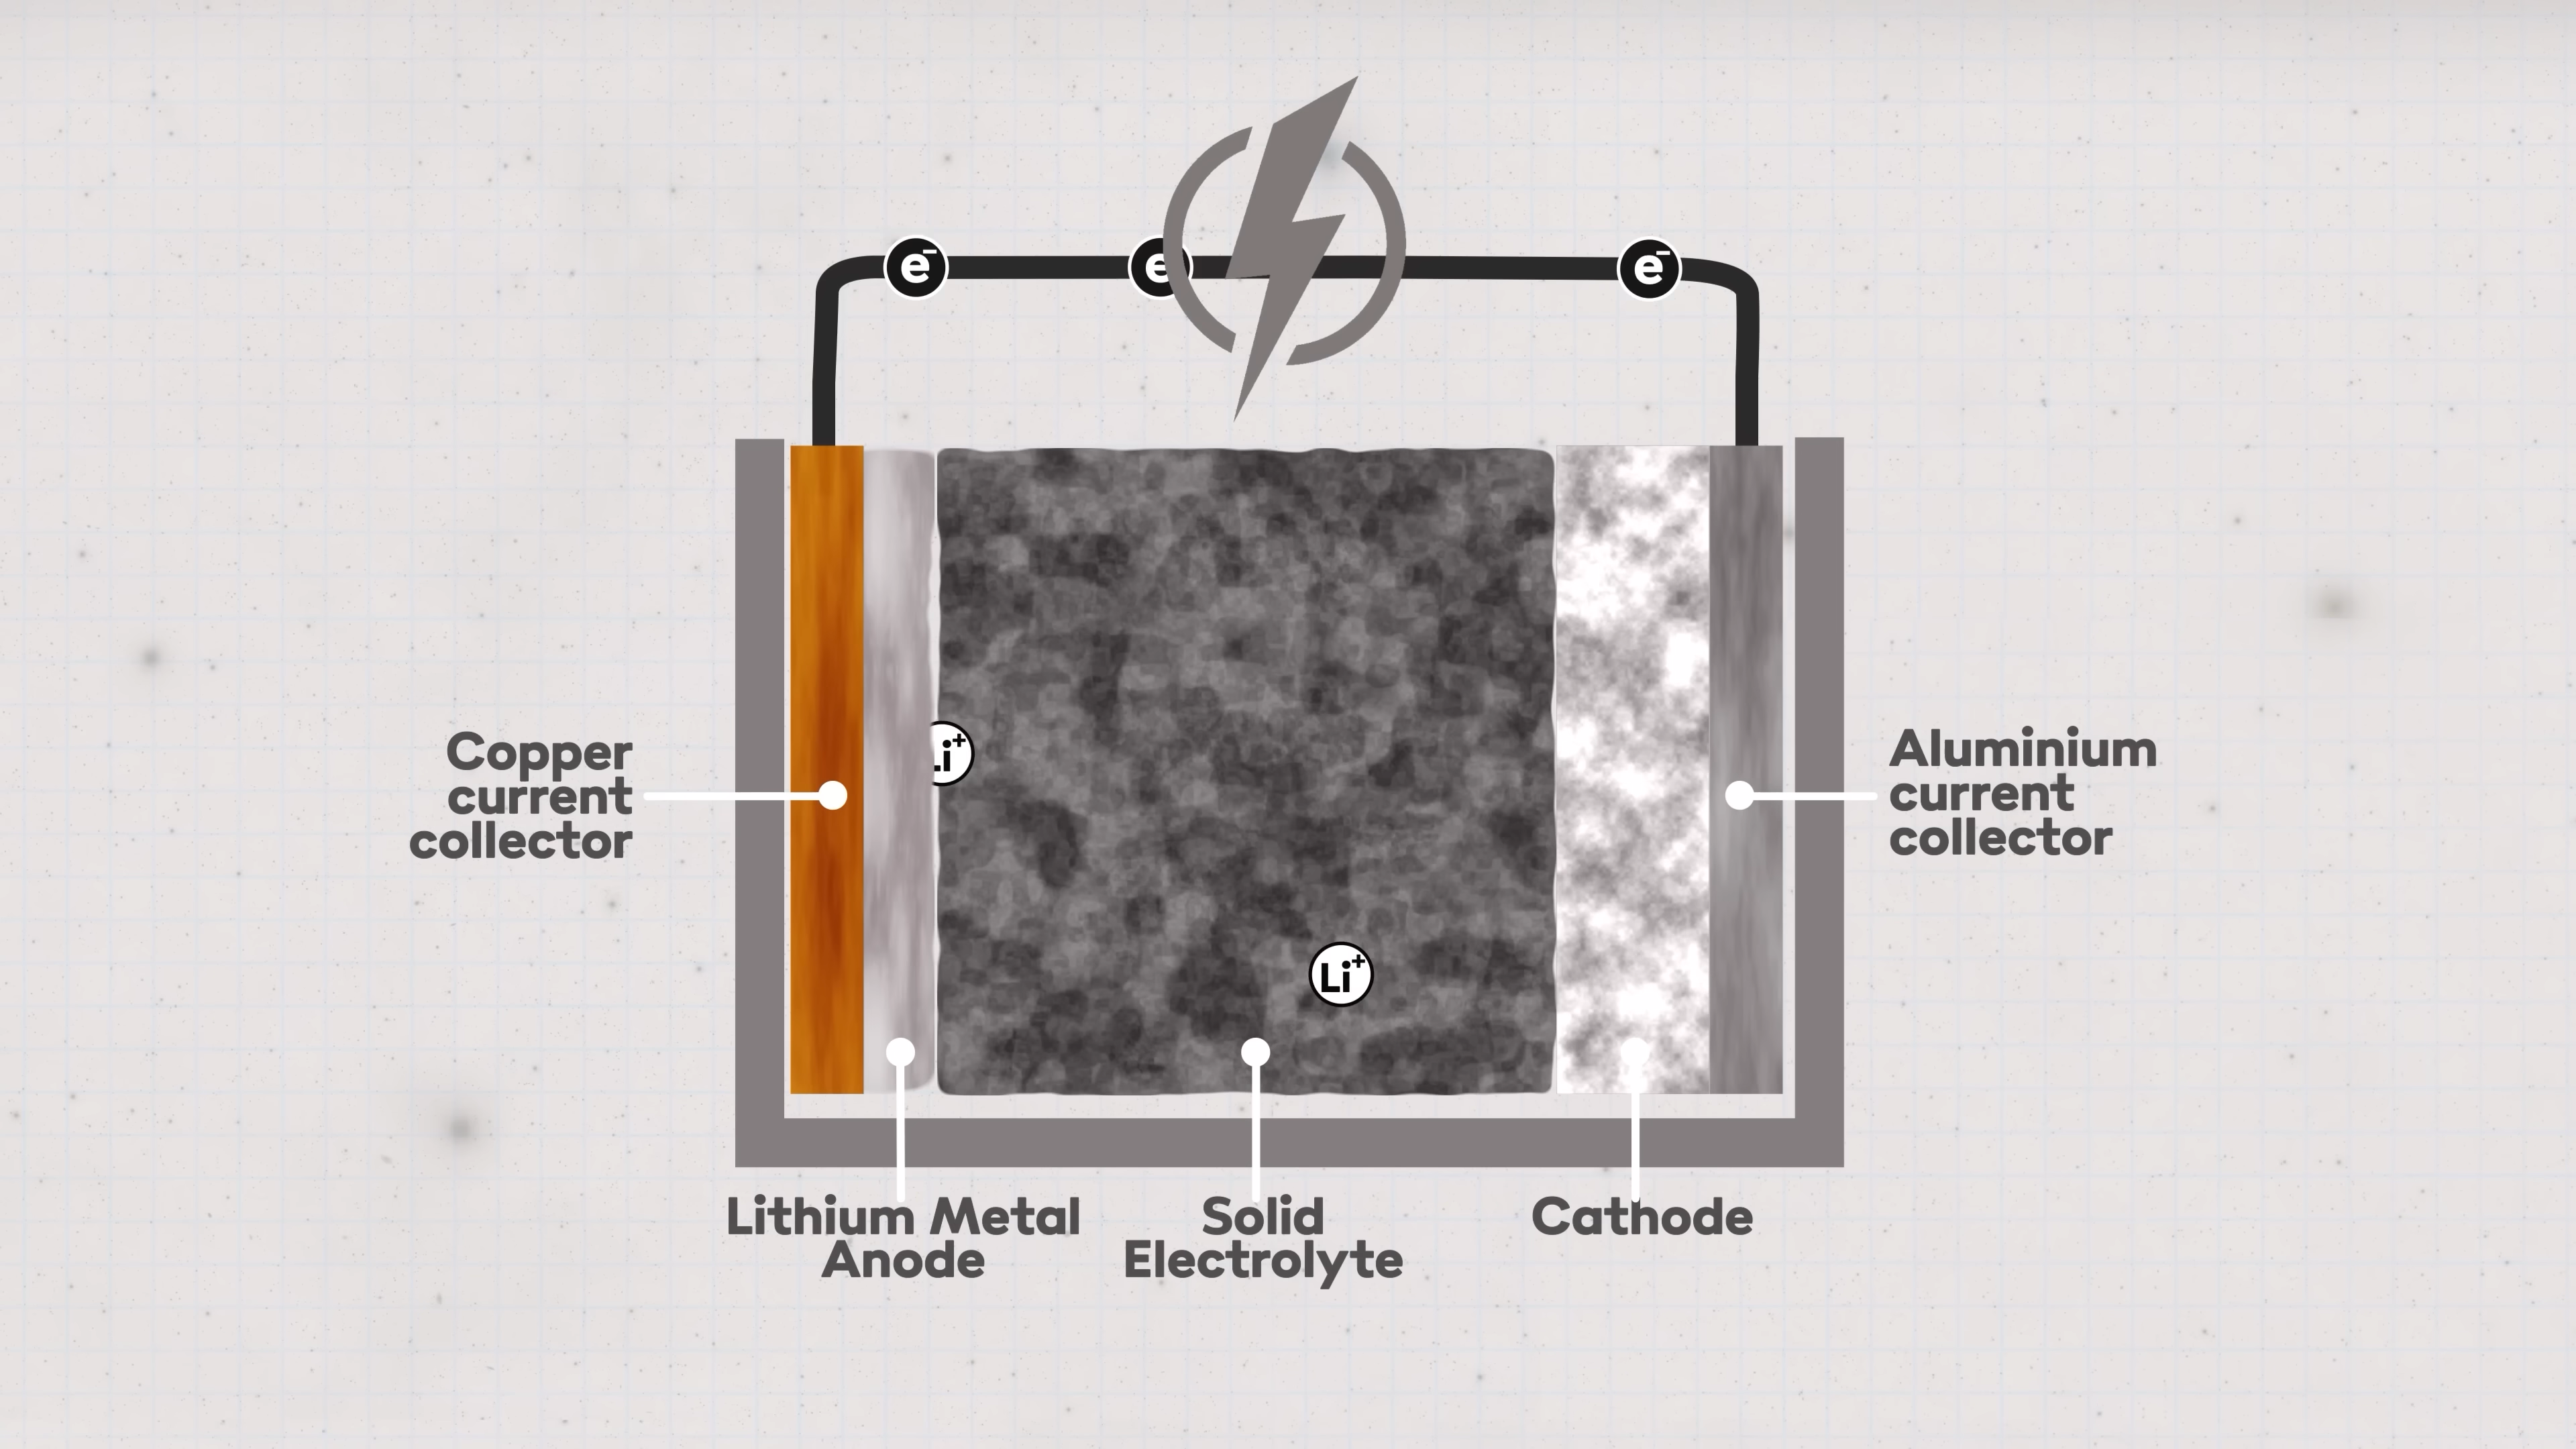 e⁻
e
e⁻
Copper
current
collector
Li⁺
Aluminium
current
collector
Li⁺
Lithium Metal
Anode
Solid
Electrolyte
Cathode